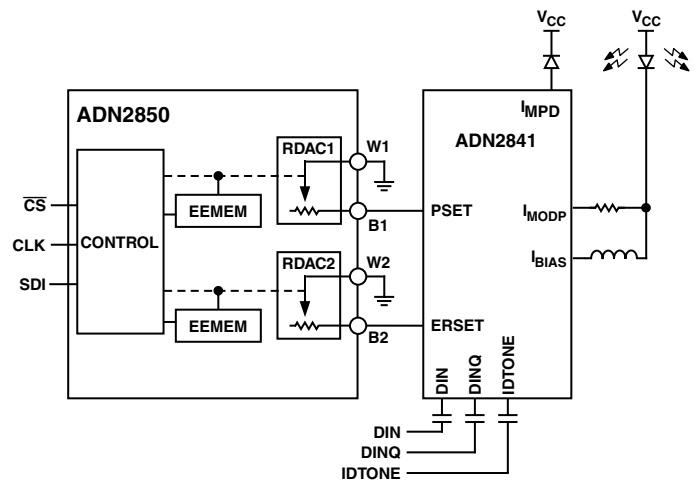 VCC VCC
ADN2850
IMPD
ADN2841
RDAC1 W1
CS
EEMEM
CONTROL
B1
PSET
IMODP
CLK
SDI
RDAC2 W2
IBIAS
EEMEM
B2
ERSET
DIN
DINQ
IDTONE
DIN
DINQ
IDTONE